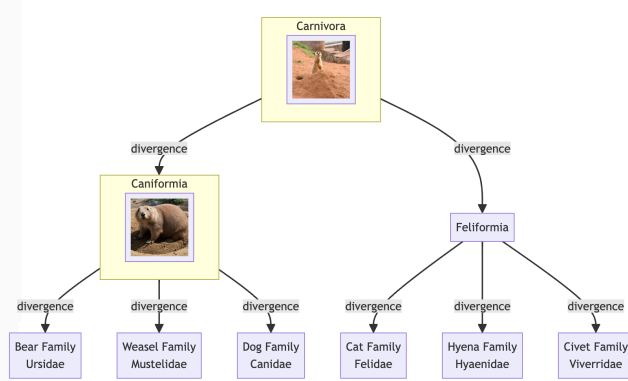 Carnivora
divergence
divergence
Caniformia
Feliformia
divergence
divergence
divergence
divergence
divergence
divergence
Bear Family
Ursidae
Weasel Family
Mustelidae
Dog Family
Canidae
Cat Family
Felidae
Hyena Family
Hyaenidae
Civet Family
Viverridae